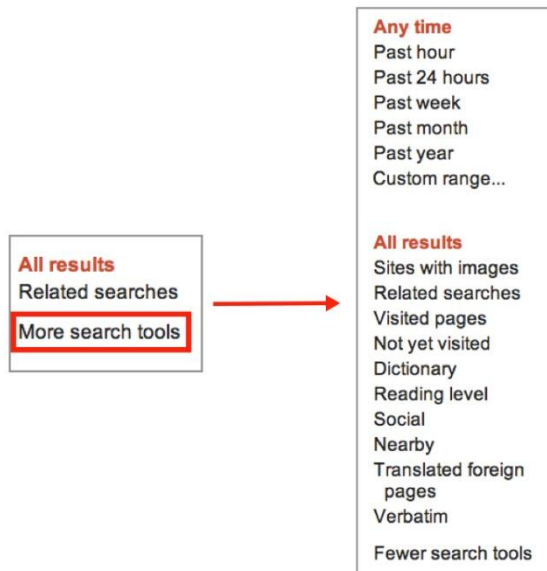 All results
Related searches
More search tools
Any time
Past hour
Past 24 hours
Past week
Past month
Past year
Custom range...
All results
Sites with images
Related searches
Visited pages
Not yet visited
Dictionary
Reading level
Social
Nearby
Translated foreign
pages
Verbatim
Fewer search tools